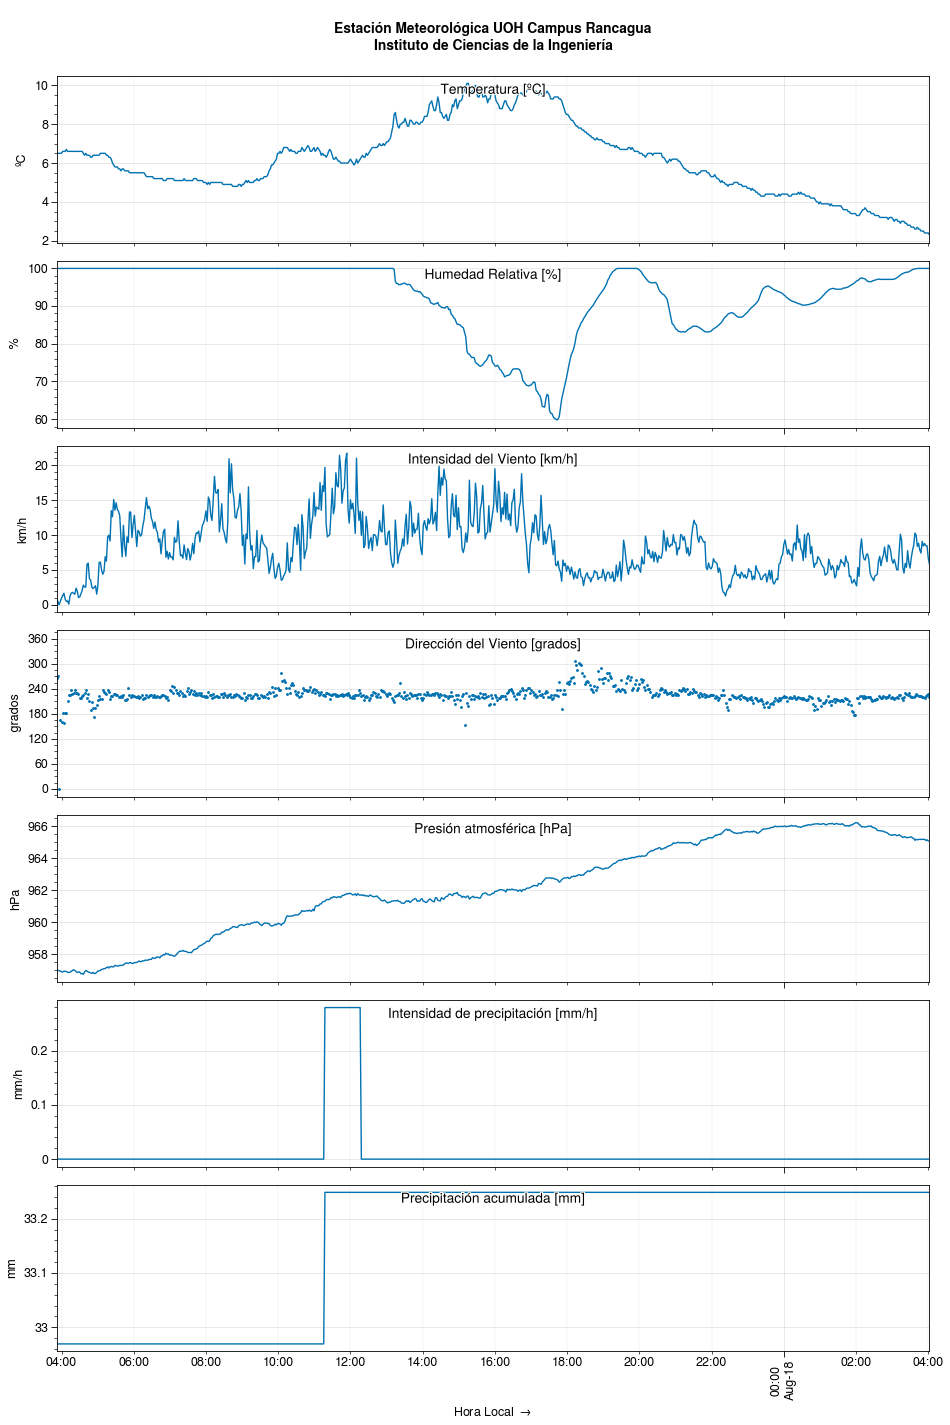 Estación Meteorológica UOH Campus Rancagua
Instituto de Ciencias de la Ingeniería
Temperatura [ºC]
ºC
10
8
6
4
2
Humedad Relativa [%]
%
100
90
80
70
60
Intensidad del Viento [km/h]
km/h
20
15
10
5
0
Dirección del Viento [grados]
grados
360
300
240
180
120
60
0
Presión atmosférica [hPa]
hPa
966
964
962
960
958
Intensidad de precipitación [mm/h]
mm/h
0.2
0.1
0
Precipitación acumulada [mm]
mm
33.2
33.1
33
04:00 06:00 08:00 10:00 12:00 14:00 16:00 18:00 20:00 22:00 00:00 02:00 04:00
Aug-18
Hora Local →